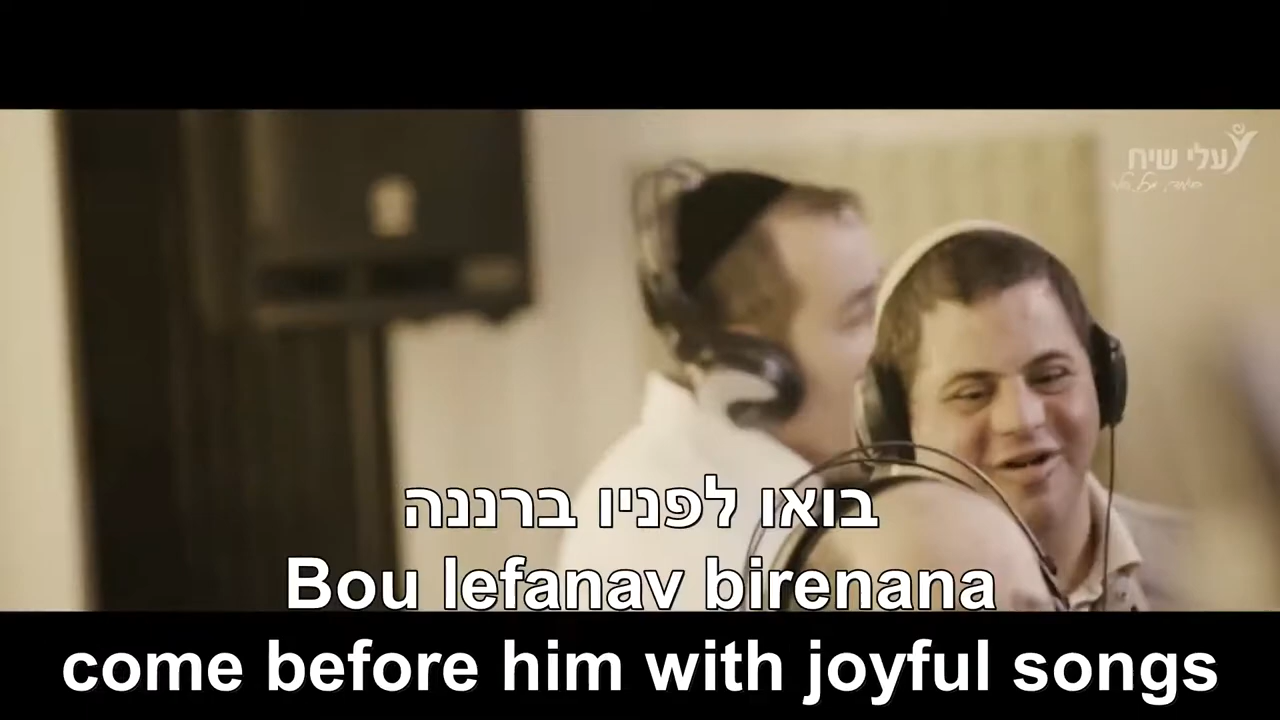 עלי שיח
בואו לפניו ברננה
Bou lefanav birenana
come before him with joyful songs